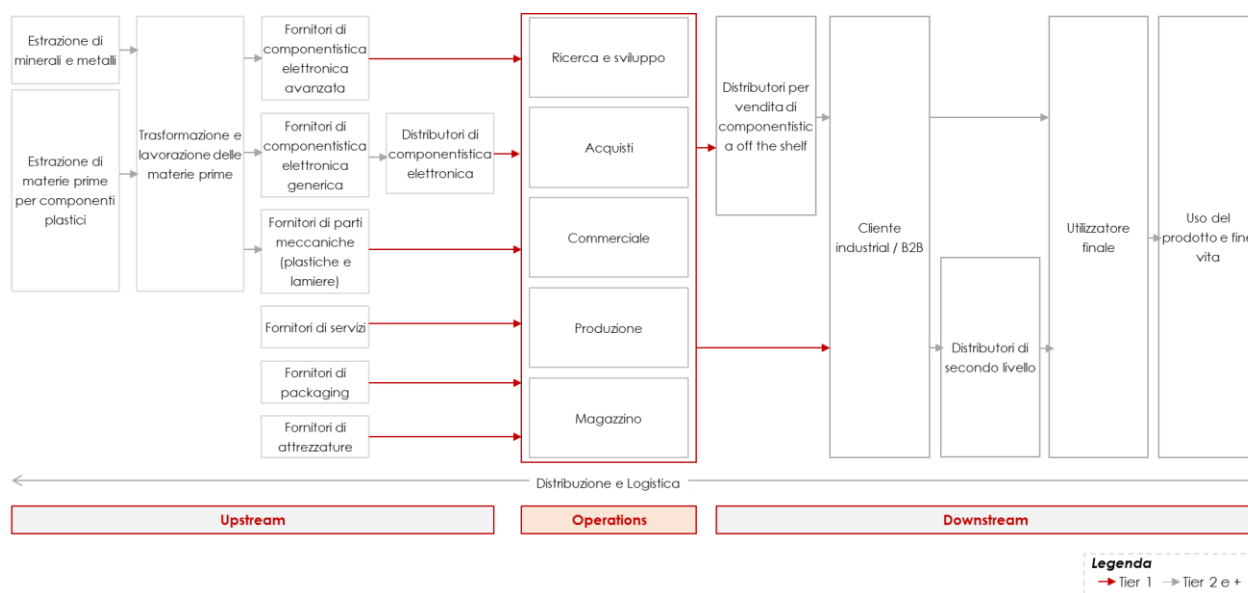 Estrazione di
minerali e metalli
Estrazione di
materie prime
per componenti
plastici
Trasformazione e
lavorazione delle
materie prime
Fornitori di
componentistica
elettronica
avanzata
Fornitori di
componentistica
elettronica
generica
Distributori di
componentistica
elettronica
Fornitori di parti
meccaniche
(plastiche e
lamiere)
Fornitori di servizi
Fornitori di
packaging
Fornitori di
attrezzature
Ricerca e sviluppo
Acquisti
Commerciale
Produzione
Magazzino
Distributori per
vendita di
componentistic
a off the shelf
Cliente
industrial / B2B
Distributori di
secondo livello
Utilizzatore
finale
Uso del
prodotto e fine
vita
Distribuzione e Logistica
Upstream
Operations
Downstream
Legenda
Tier 1
Tier 2 e +